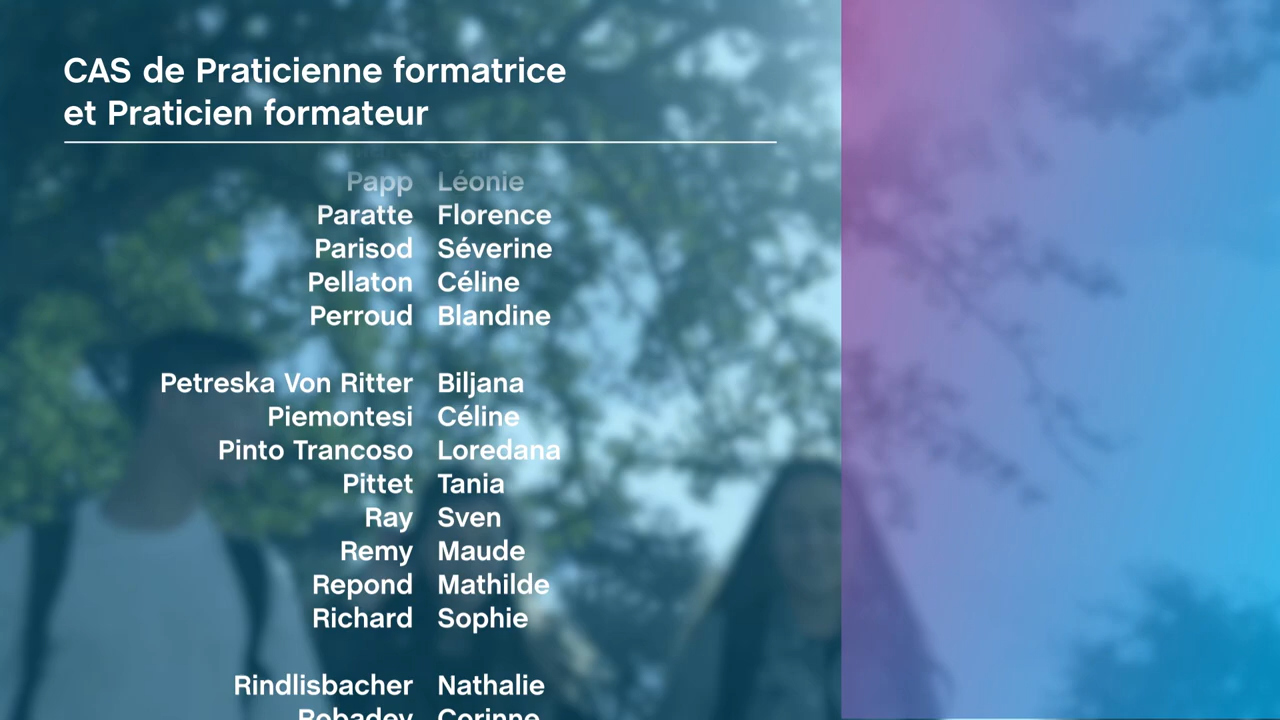 CAS de Praticienne formatrice
et Praticien formateur
Papp Léonie
Paratte Florence
Parisod Séverine
Pellaton Céline
Perroud Blandine
Petreska Von Ritter Biljana
Piemontesi Céline
Pinto Trancoso Loredana
Pittet Tania
Ray Sven
Remy Maude
Repond Mathilde
Richard Sophie
Rindlisbacher Nathalie
Robadey Corinne